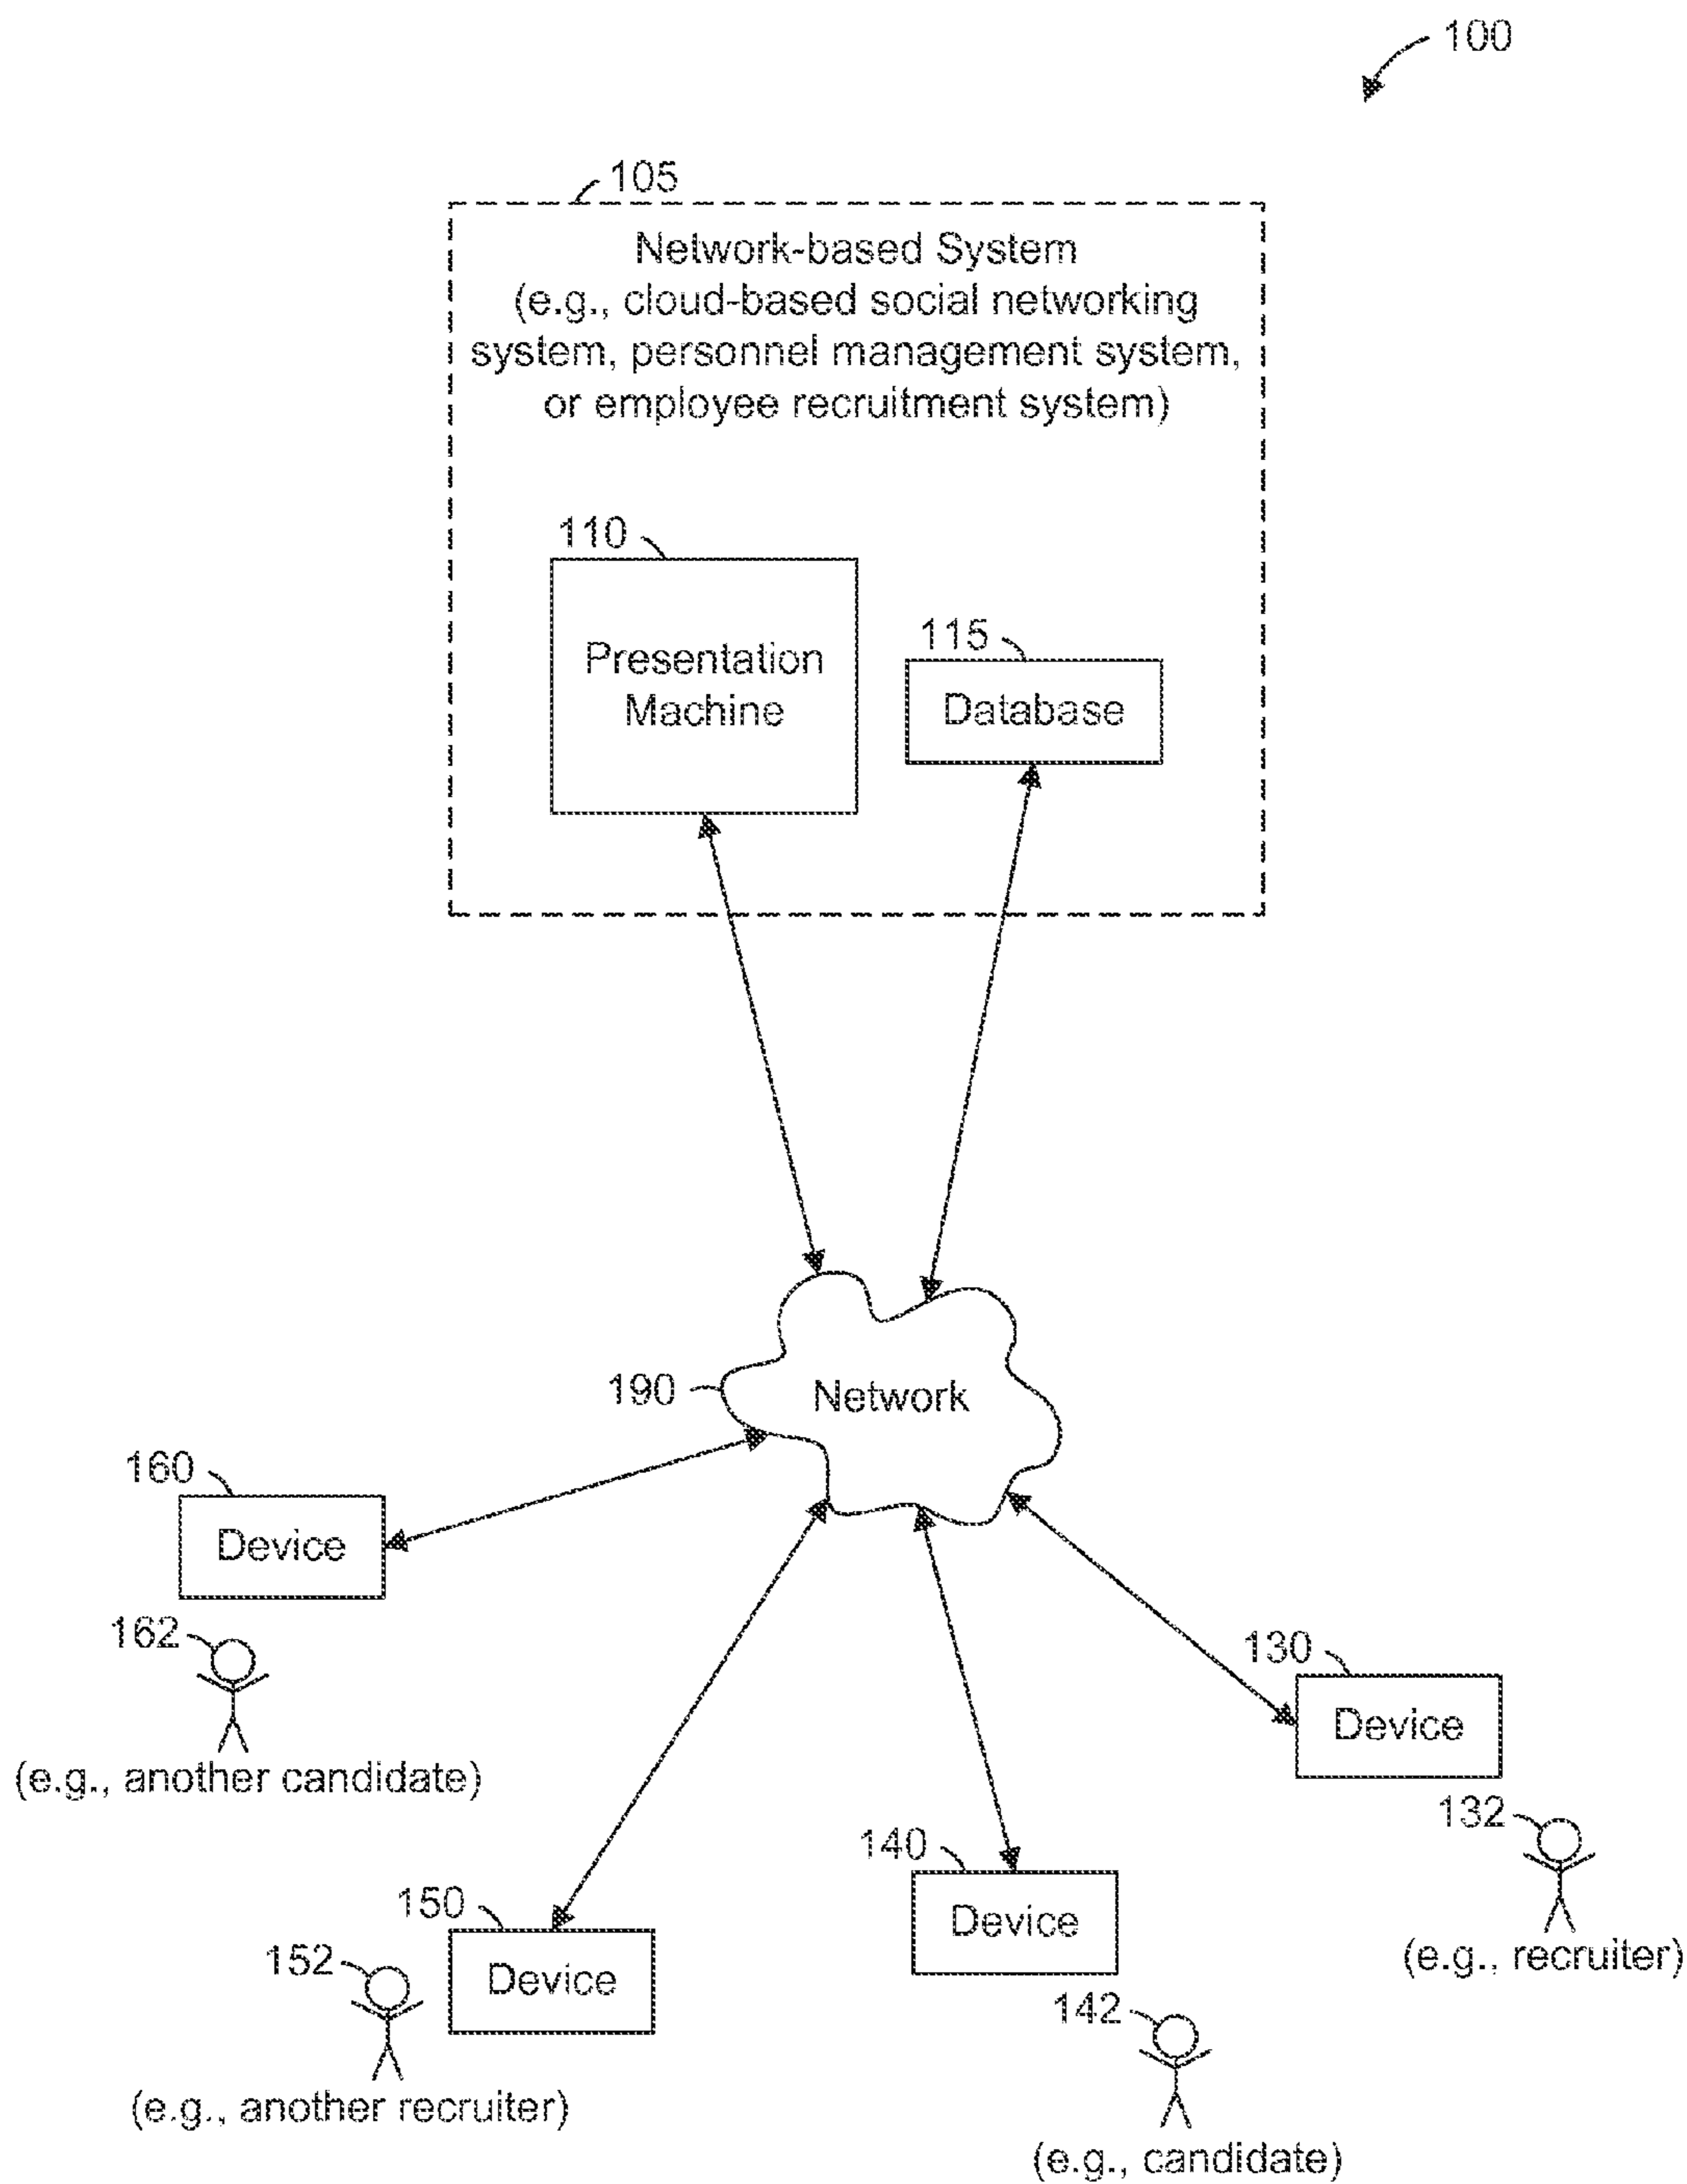 100
105
Network-based System
(e.g., cloud-based social networking
system, personnel management system,
or employee recruitment system)
110
Presentation
Machine
115
Database
190
Network
160
Device
162
(e.g., another candidate)
130
Device
132
(e.g., recruiter)
140
Device
142
(e.g., candidate)
150
Device
152
(e.g., another recruiter)